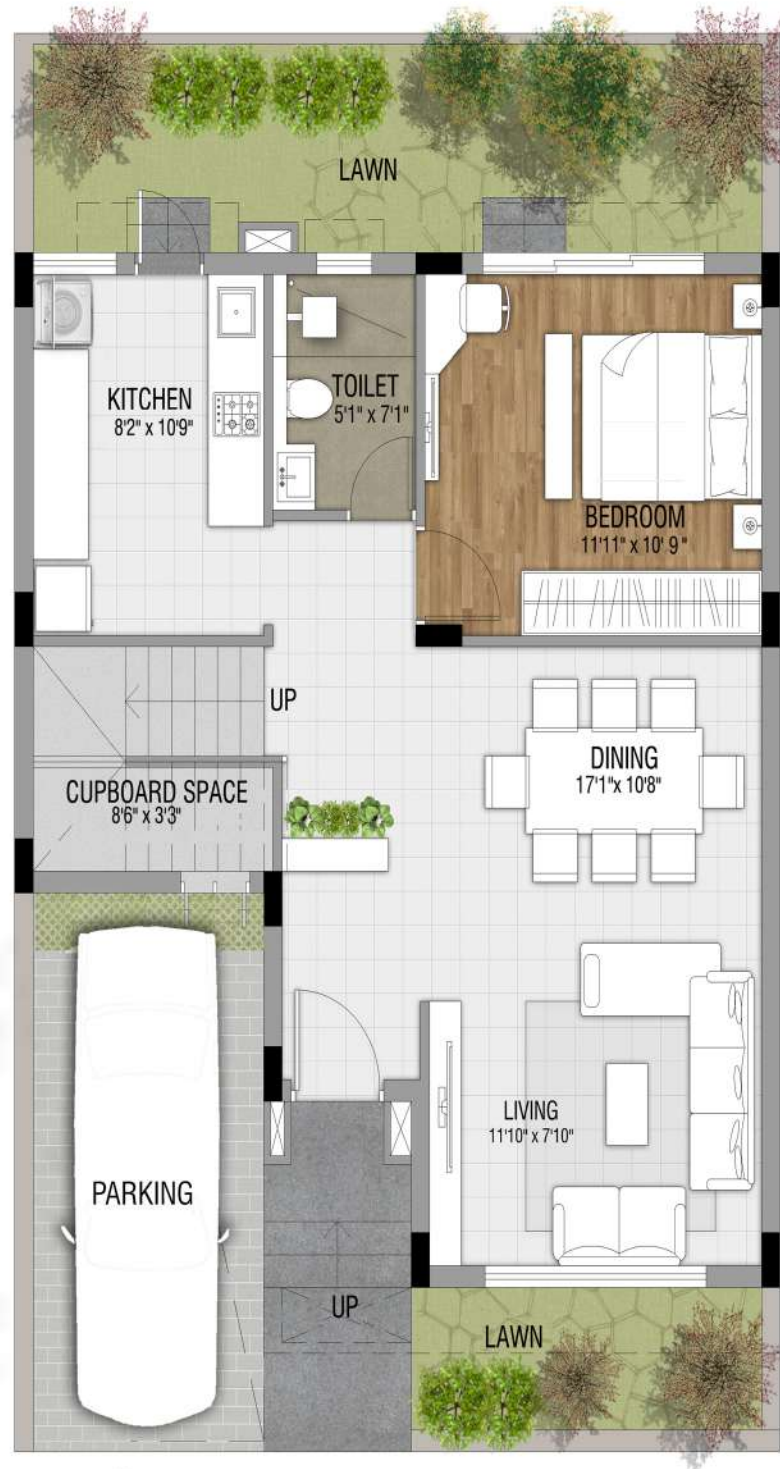 LAWN
KITCHEN
8'2" x 10'9"
TOILET
5'1" x 7'1"
BEDROOM
11'11" x 10' 9"
UP
DINING
17'1"x 10'8"
CUPBOARD SPACE
8'6" x 3'3"
LIVING
11'10" x 7'10"
PARKING
UP
LAWN